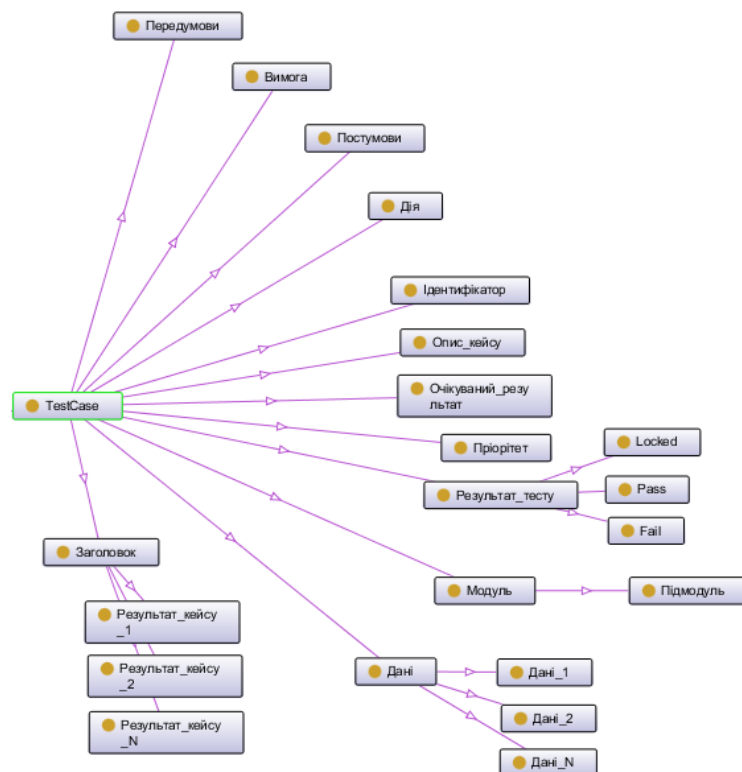 Передумови
Вимога
Постумови
Дія
Ідентифікатор
Опис_кейсу
Очікуваний_резу
льтат
TestCase
Пріорітет
Locked
Результат_тесту
Pass
Fail
Заголовок
Модуль
Підмодуль
Результат_кейсу
_1
Результат_кейсу
_2
Результат_кейсу
_N
Дані
Дані_1
Дані_2
Дані_N